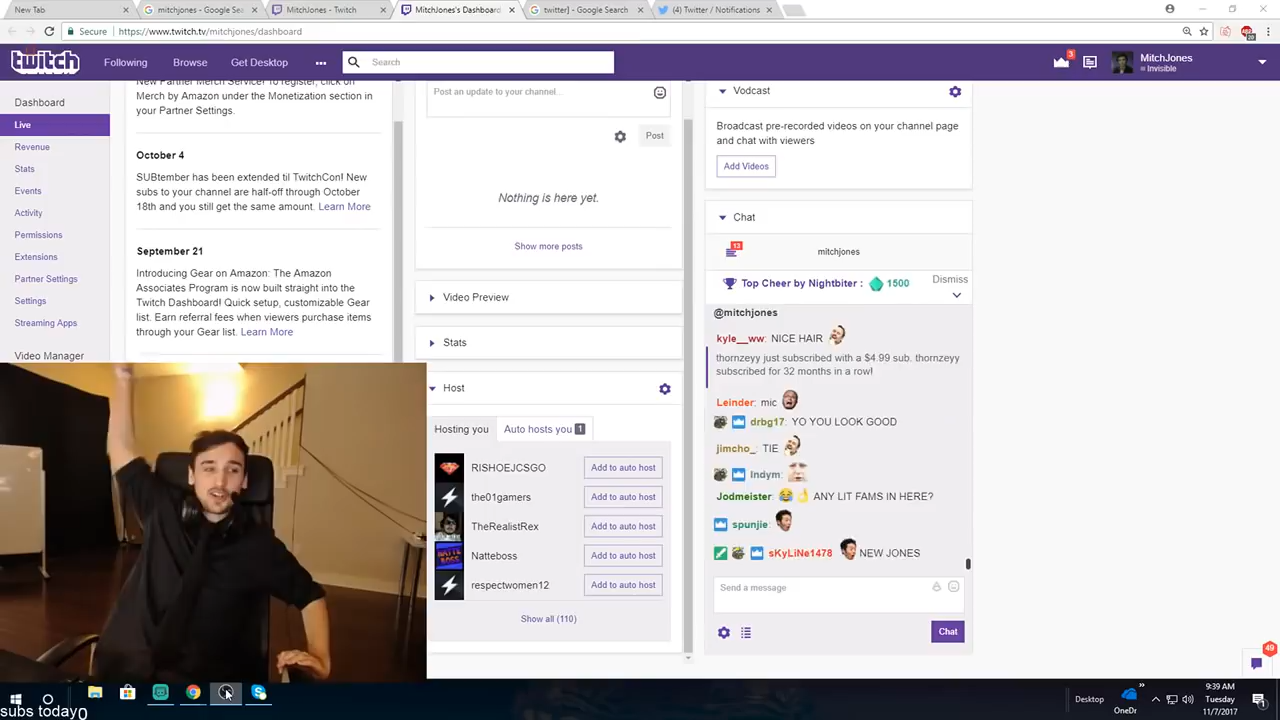 New Tab
mitchjones - Google Sea
MitchJones - Twitch
MitchJones's Dashboard
twitter] - Google Search
(4) Twitter / Notifications
Secure
https://www.twitch.tv/mitchjones/dashboard
twitch
Following
Browse
Get Desktop
Search
3
MitchJones
Invisible
Dashboard
Live
Revenue
Stats
Events
Activity
Permissions
Extensions
Partner Settings
Settings
Streaming Apps
Video Manager
New Partner Merch Service! To register, click on
Merch by Amazon under the Monetization section in
your Partner Settings.
October 4
SUBtember has been extended til TwitchCon! New
subs to your channel are half-off through October
18th and you still get the same amount. Learn More
September 21
Introducing Gear on Amazon: The Amazon
Associates Program is now built straight into the
Twitch Dashboard! Quick setup, customizable Gear
list. Earn referral fees when viewers purchase items
through your Gear list. Learn More
Post an update to your channel...
Post
Nothing is here yet.
Show more posts
Video Preview
Stats
Host
Hosting you
Auto hosts you 1
RISHOEJCSGO
Add to auto host
the01gamers
Add to auto host
TheRealistRex
Add to auto host
Natteboss
Add to auto host
respectwomen12
Add to auto host
Show all (110)
Vodcast
Broadcast pre-recorded videos on your channel page
and chat with viewers
Add Videos
Chat
12
mitchjones
Top Cheer by Nightbiter : 1500
Dismiss
@mitchjones
kyle__ww: NICE HAIR
thornzeyy just subscribed with a $4.99 sub. thornzeyy
subscribed for 32 months in a row!
Leinder: mic
drbg17: YO YOU LOOK GOOD
jimcho_: TIE
Indym:
Jodmeister: 😂 👌 ANY LIT FAMS IN HERE?
spunjie:
sKyLiNe1478: NEW JONES
Send a message
Chat
49
subs today0
Desktop
OneDr
9:39 AM
Tuesday
11/7/2017
1